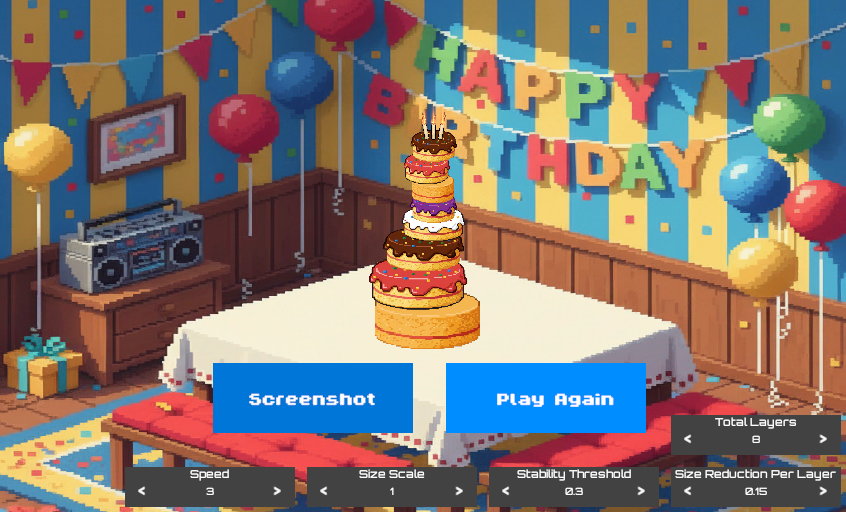 HAPPY
BIRTHDAY
Screenshot
Play Again
Total Layers
< 8 >
Speed
< 3 >
Size Scale
< 1 >
Stability Threshold
< 0.3 >
Size Reduction Per Layer
< 0.15 >